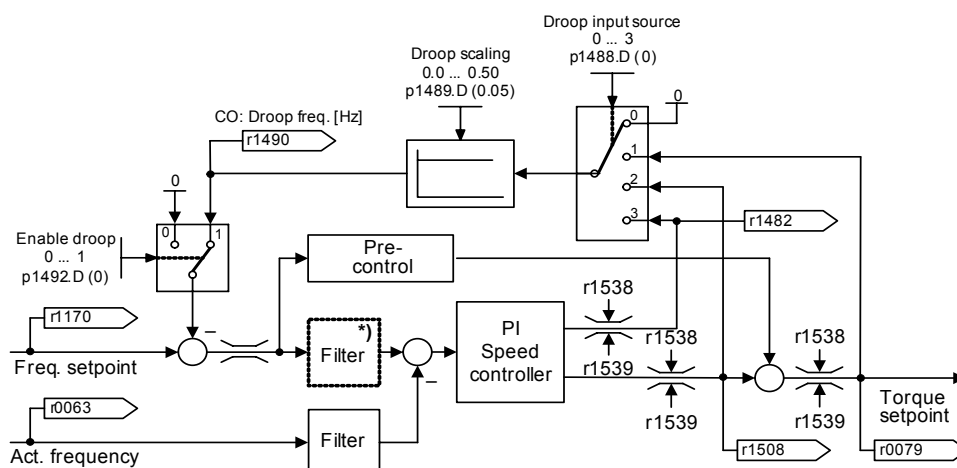 Droop input source
0 ... 3
p1488.D (0)
Droop scaling
0.0 ... 0.50
p1489.D (0.05)
0
0
1
2
3
CO: Droop freq. [Hz]
r1490
r1482
0
0
1
Enable droop
0 ... 1
p1492.D (0)
Pre-
control
r1538
r1539
r1170
–
Freq. setpoint
*)
Filter
–
PI
Speed
controller
r1538
r1539
r1538
r1539
Torque
setpoint
r0063
Act. frequency
Filter
r1508
r0079